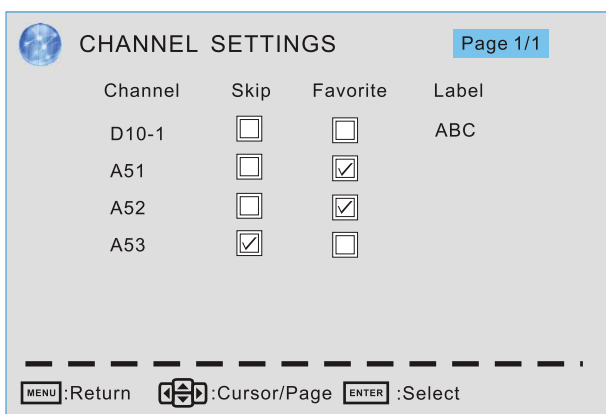 CHANNEL SETTINGS Page 1/1
Channel Skip Favorite Label
D10-1 ABC
A51
A52
A53
MENU :Return :Cursor/Page ENTER :Select